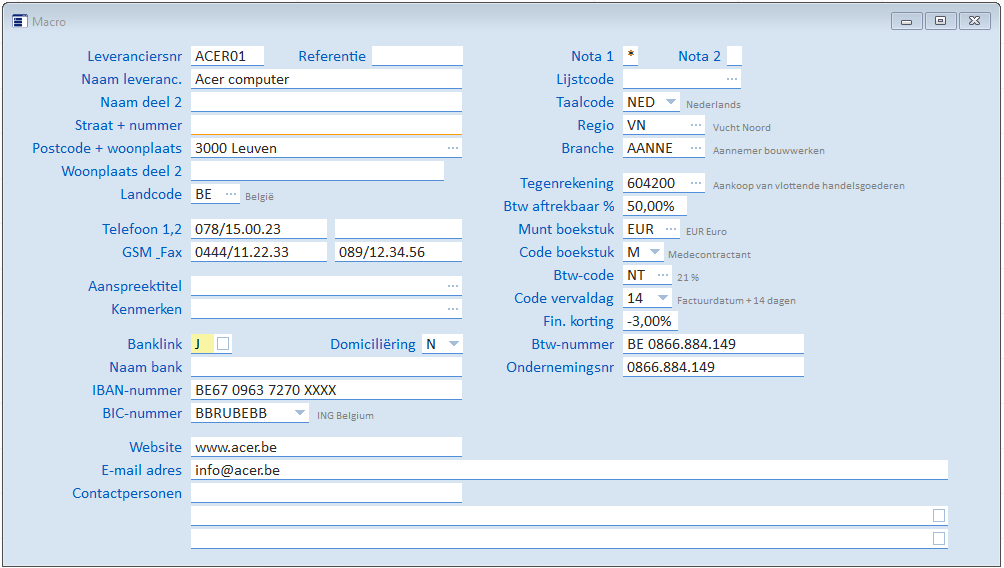 Macro
Leveranciersnr ACER01 Referentie
Naam leveranc. Acer computer
Naam deel 2
Straat + nummer
Postcode + woonplaats 3000 Leuven ...
Woonplaats deel 2
Landcode BE ... België
Telefoon 1,2 078/15.00.23
GSM _Fax 0444/11.22.33 089/12.34.56
Aanspreektitel ...
Kenmerken ...
Banklink J Domiciliëring N
Naam bank
IBAN-nummer BE67 0963 7270 XXXX
BIC-nummer BBRUBEBB ING Belgium
Website www.acer.be
E-mail adres info@acer.be
Contactpersonen
Nota 1 * Nota 2
Lijstcode ...
Taalcode NED Nederlands
Regio VN ... Vucht Noord
Branche AANNE ... Aannemer bouwwerken
Tegenrekening 604200 ... Aankoop van vlottende handelsgoederen
Btw aftrekbaar % 50,00%
Munt boekstuk EUR ... EUR Euro
Code boekstuk M Medecontractant
Btw-code NT ... 21 %
Code vervaldag 14 Factuurdatum + 14 dagen
Fin. korting -3,00%
Btw-nummer BE 0866.884.149
Ondernemingsnr 0866.884.149